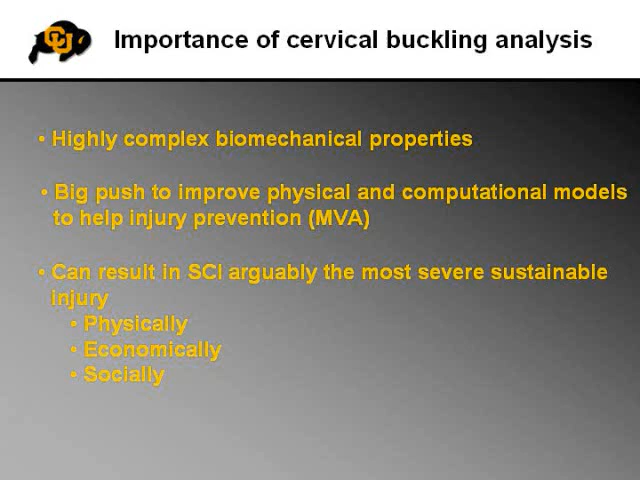 CU
Importance of cervical buckling analysis
• Highly complex biomechanical properties
• Big push to improve physical and computational models
to help injury prevention (MVA)
• Can result in SCI arguably the most severe sustainable
injury
• Physically
• Economically
• Socially